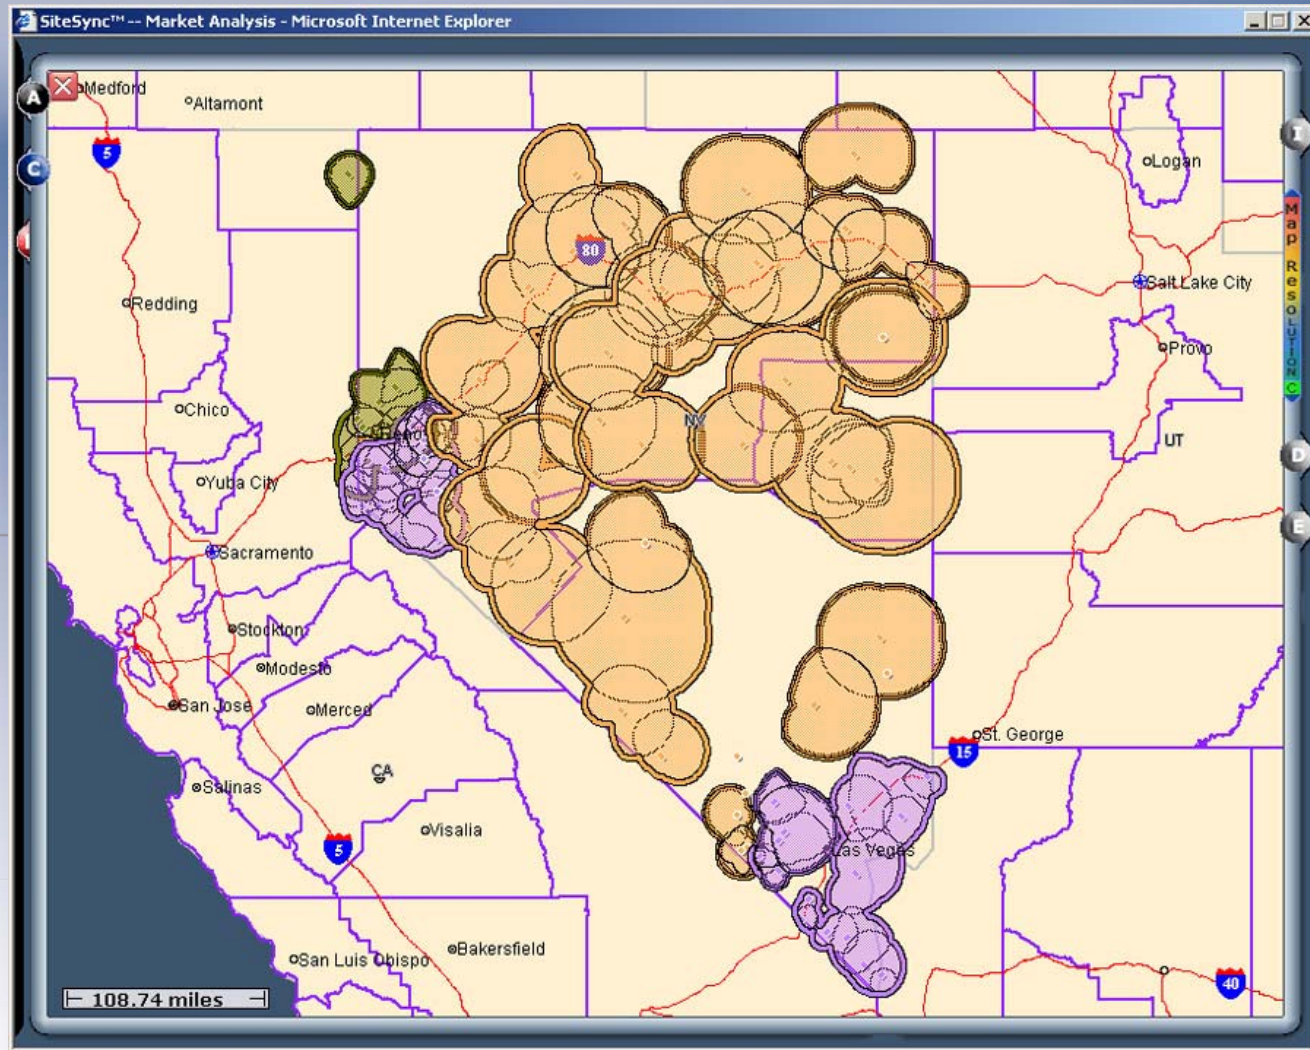 SiteSync™ -- Market Analysis - Microsoft Internet Explorer
A
Medford
Altamont
5
I
C
Logan
Map Resolution
C
80
Redding
Salt Lake City
Provo
Chico
Reno
NV
UT
Yuba City
D
Sacramento
E
Stockton
Modesto
San Jose
Merced
St. George
15
CA
Salinas
Visalia
5
Las Vegas
Bakersfield
San Luis Obispo
40
108.74 miles